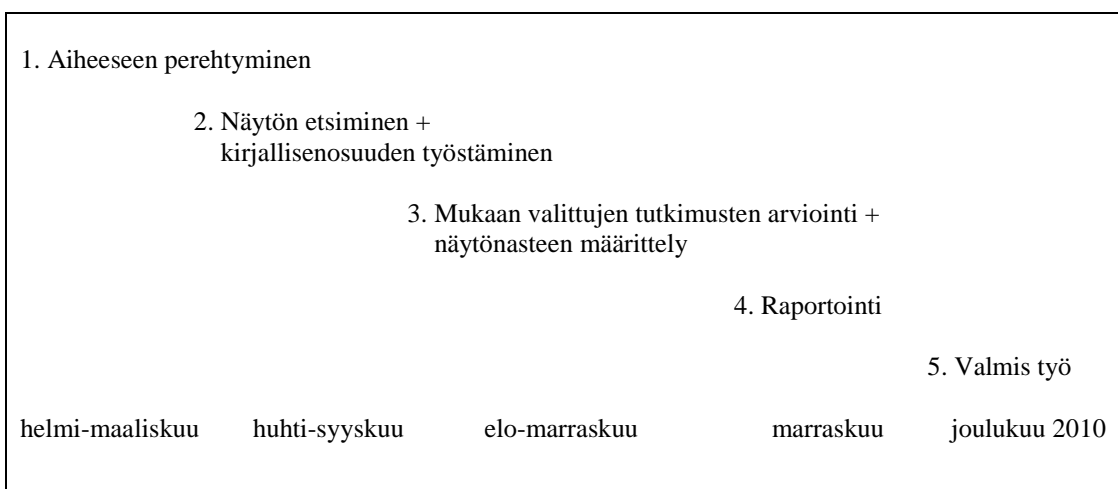 1. Aiheeseen perehtyminen
2. Näytön etsiminen +
kirjallisenosuuden työstäminen
3. Mukaan valittujen tutkimusten arviointi +
näytönasteen määrittely
4. Raportointi
5. Valmis työ
helmi-maaliskuu huhti-syyskuu elo-marraskuu marraskuu joulukuu 2010